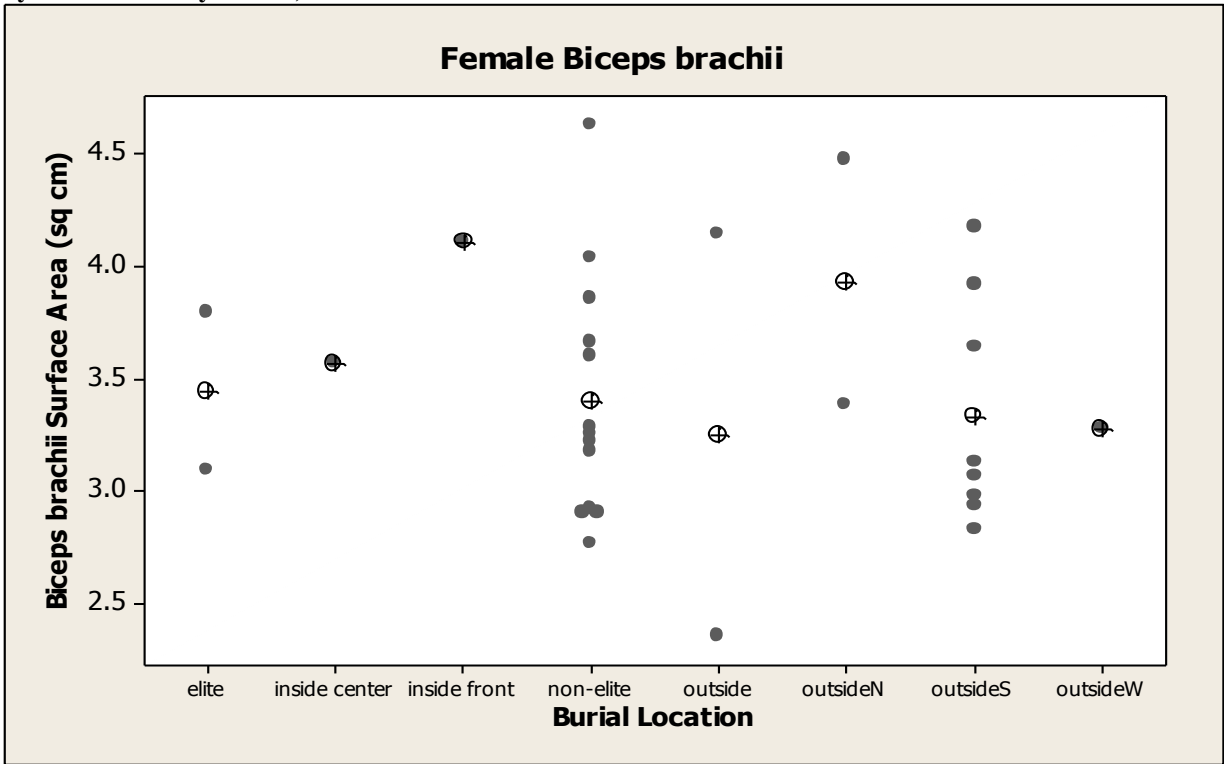 Female Biceps brachii
Biceps brachii Surface Area (sq cm)
4.5
4.0
3.5
3.0
2.5
elite inside center inside front non-elite outside outsideN outsideS outsideW
Burial Location